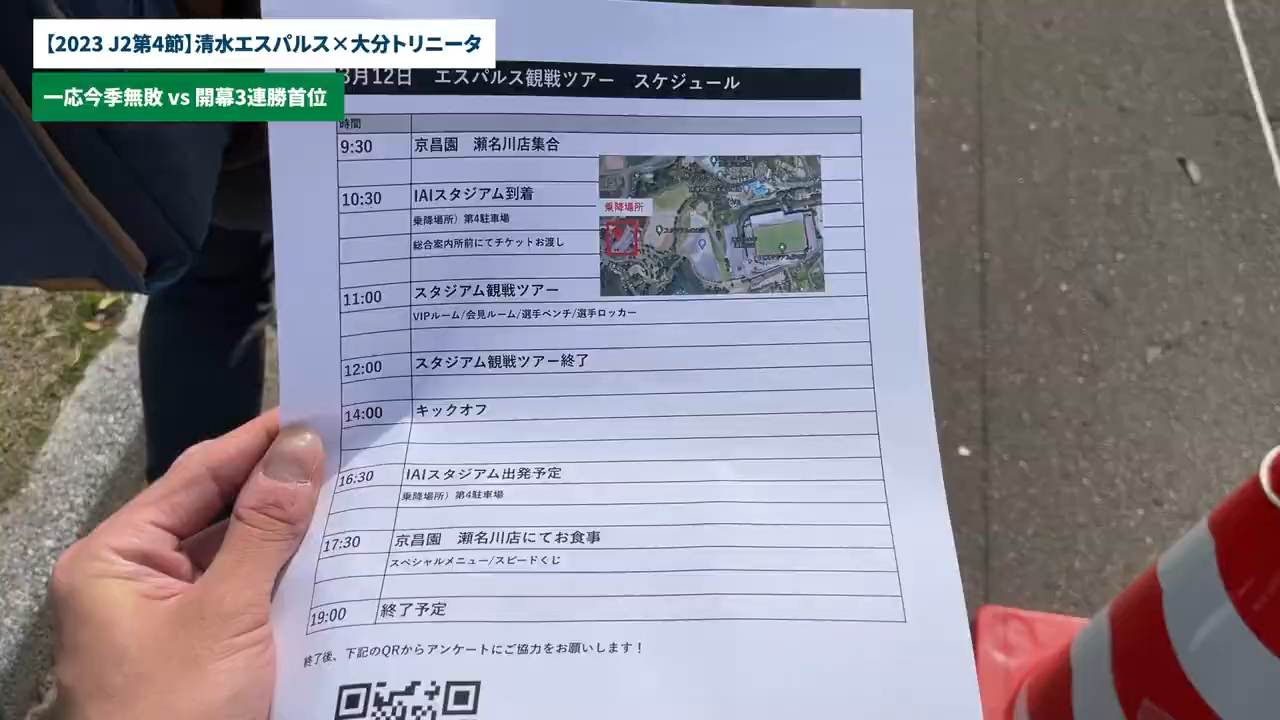 【2023 J2第4節】清水エスパルス×大分トリニータ
一応今季無敗 vs 開幕3連勝首位
3月12日　エスパルス観戦ツアー　スケジュール
時間
9:30 京昌園　瀬名川店集合
10:30 IAIスタジアム到着
乗降場所）第4駐車場
総合案内所前にてチケットお渡し
乗降場所
11:00 スタジアム観戦ツアー
VIPルーム/会見ルーム/選手ベンチ/選手ロッカー
12:00 スタジアム観戦ツアー終了
14:00 キックオフ
16:30 IAIスタジアム出発予定
乗降場所）第4駐車場
17:30 京昌園　瀬名川店にてお食事
スペシャルメニュー/スピードくじ
19:00 終了予定
終了後、下記のQRからアンケートにご協力をお願いします！